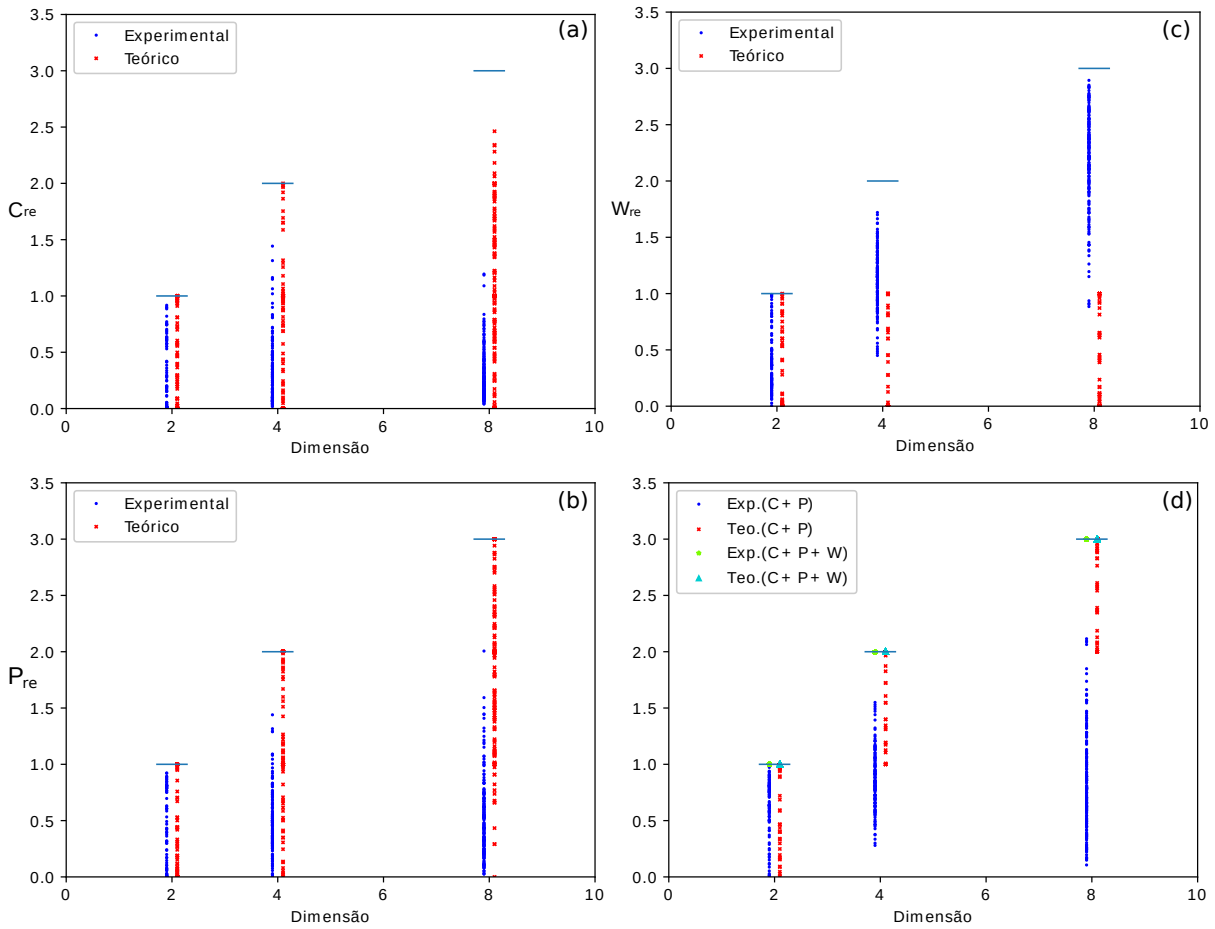 (a)
Experimental
Teórico
3.5
3.0
2.5
2.0
1.5
1.0
0.5
0.0
Cre
0 2 4 6 8 10
Dimensão
(c)
Experimental
Teórico
3.5
3.0
2.5
2.0
1.5
1.0
0.5
0.0
Wre
0 2 4 6 8 10
Dimensão
(b)
Experimental
Teórico
3.5
3.0
2.5
2.0
1.5
1.0
0.5
0.0
Pre
0 2 4 6 8 10
Dimensão
(d)
Exp.(C+ P)
Teo.(C+ P)
Exp.(C+ P+ W)
Teo.(C+ P+ W)
3.5
3.0
2.5
2.0
1.5
1.0
0.5
0.0
0 2 4 6 8 10
Dimensão